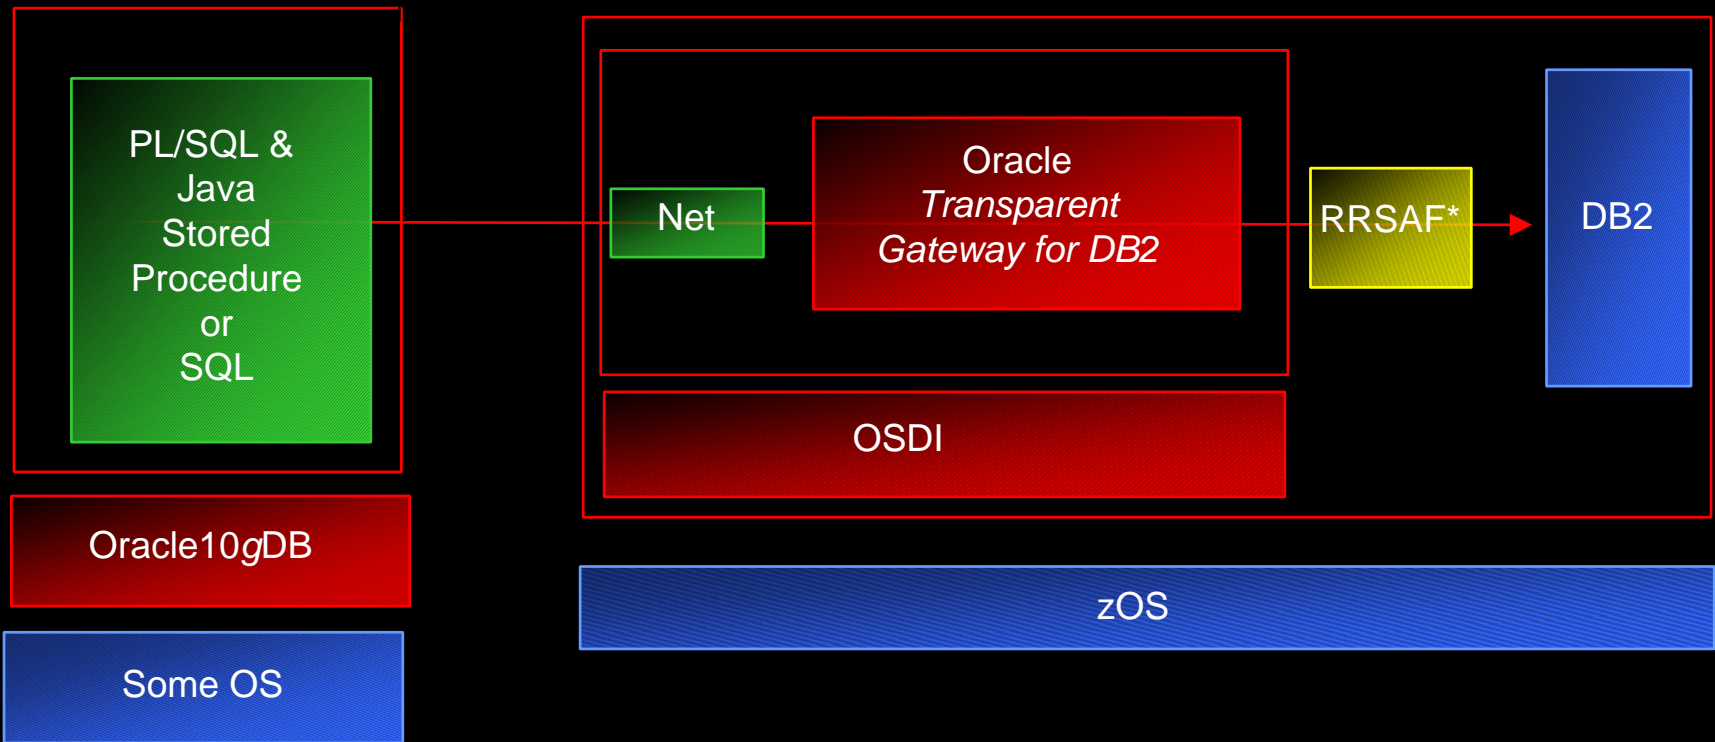 PL/SQL &
Java
Stored
Procedure
or
SQL
Net
Oracle
Transparent
Gateway for DB2
RRSAF*
DB2
OSDI
Oracle10gDB
zOS
Some OS